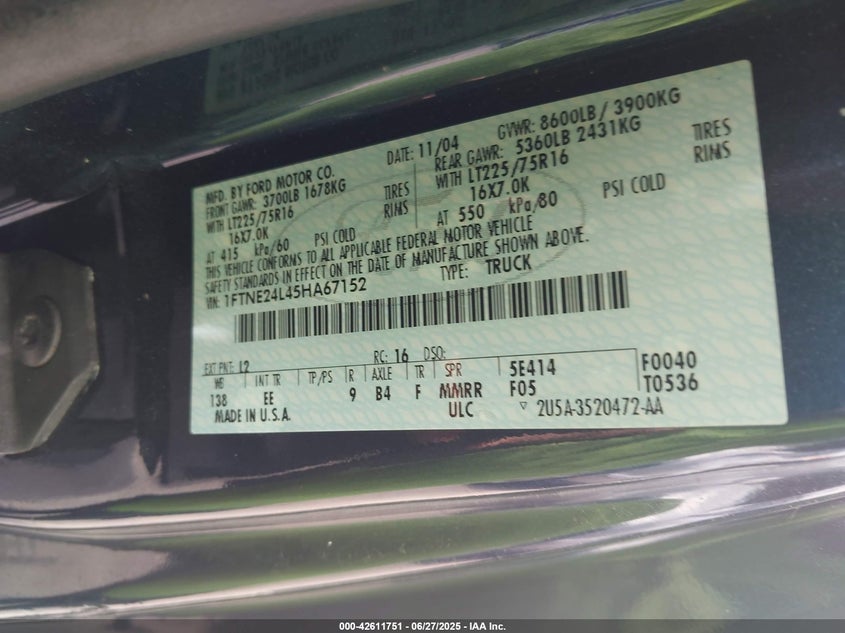 MFD. BY FORD MOTOR CO.
DATE: 11/04
GVWR: 8600LB / 3900KG
FRONT GAWR: 3700LB 1678KG
REAR GAWR: 5360LB 2431KG
WITH LT225/75R16 TIRES
WITH LT225/75R16 TIRES
16X7.0K RIMS
16X7.0K RIMS
AT 415 kPa/60 PSI COLD
AT 550 kPa/80 PSI COLD
THIS VEHICLE CONFORMS TO ALL APPLICABLE FEDERAL MOTOR VEHICLE
SAFETY STANDARDS IN EFFECT ON THE DATE OF MANUFACTURE SHOWN ABOVE.
VIN: 1FTNE24L45HA67152
TYPE: TRUCK
EXT PNT: L2 RC: 16 DSO:
WB INT TR TP/PS R AXLE TR SPR 5E414 F0040
138 EE 9 B4 F MMRR F05 T0536
MADE IN U.S.A. ULC ▽ 2U5A-3520472-AA
000-42611751 - 06/27/2025 - IAA Inc.